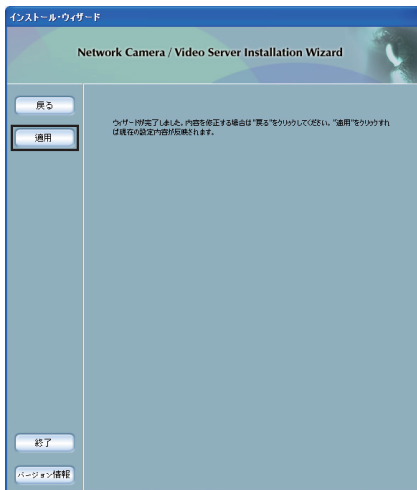 インストール・ウィザード
Network Camera / Video Server Installation Wizard
戻る
適用
ウィザードが完了しました。内容を修正する場合は"戻る"をクリックしてください。"適用"をクリックすれ
ば現在の設定内容が反映されます。
終了
バージョン情報